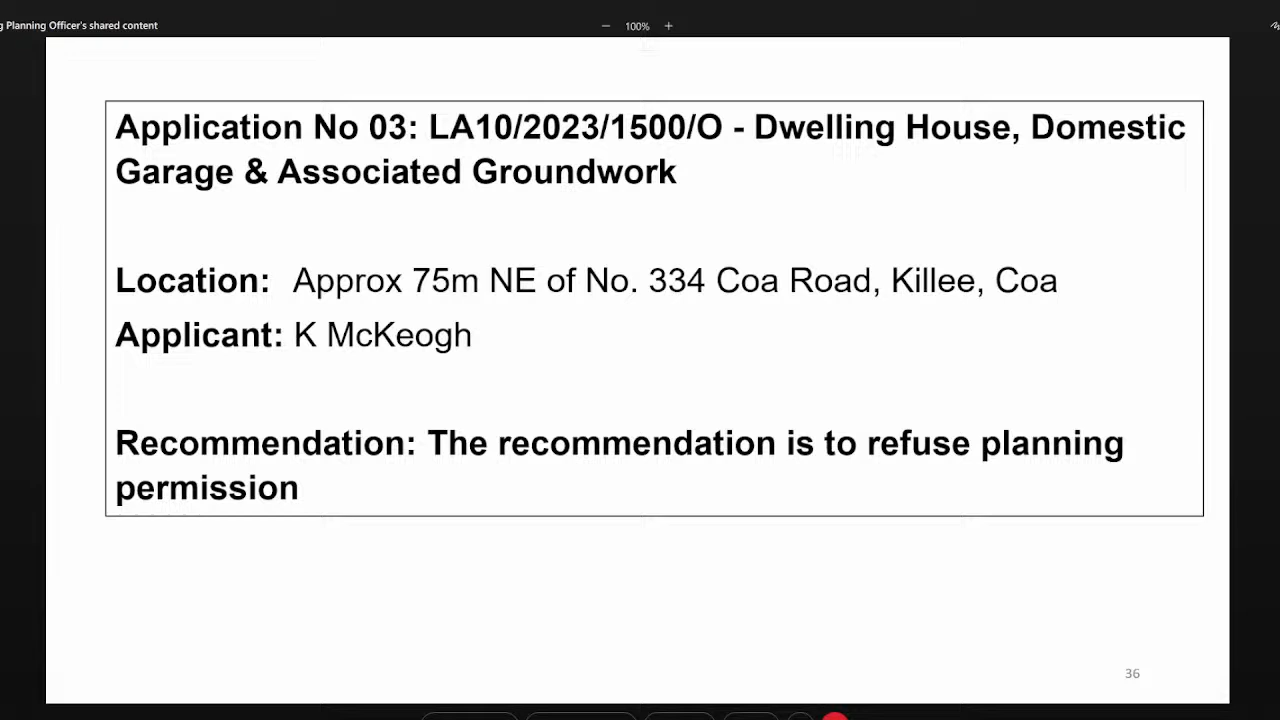 Planning Officer's shared content
100%
Application No 03: LA10/2023/1500/O - Dwelling House, Domestic
Garage & Associated Groundwork
Location: Approx 75m NE of No. 334 Coa Road, Killee, Coa
Applicant: K McKeogh
Recommendation: The recommendation is to refuse planning
permission
36